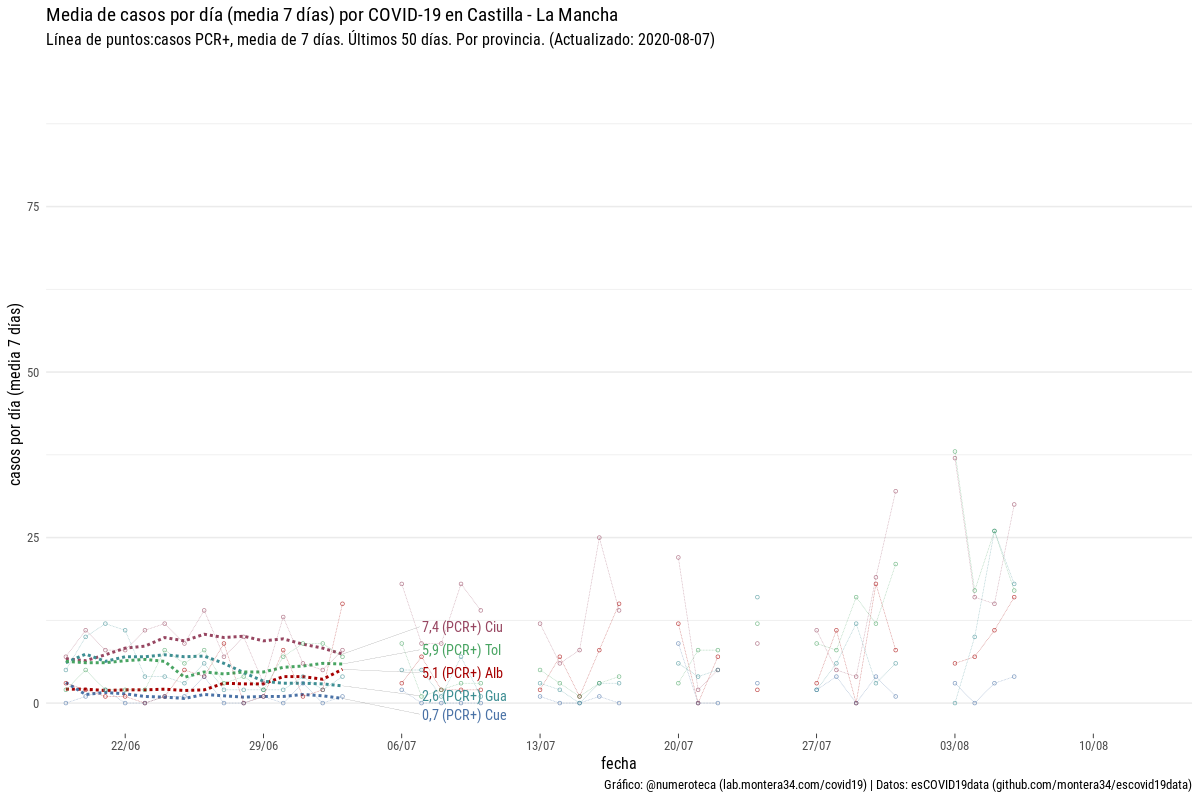 Media de casos por día (media 7 días) por COVID-19 en Castilla - La Mancha
Línea de puntos:casos PCR+, media de 7 días. Últimos 50 días. Por provincia. (Actualizado: 2020-08-07)
casos por día (media 7 días)
75
50
25
0
7,4 (PCR+) Ciu
5,9 (PCR+) Tol
5,1 (PCR+) Alb
2,6 (PCR+) Gua
0,7 (PCR+) Cue
22/06
29/06
06/07
13/07
20/07
27/07
03/08
10/08
fecha
Gráfico: @numeroteca (lab.montera34.com/covid19) | Datos: esCOVID19data (github.com/montera34/escovid19data)